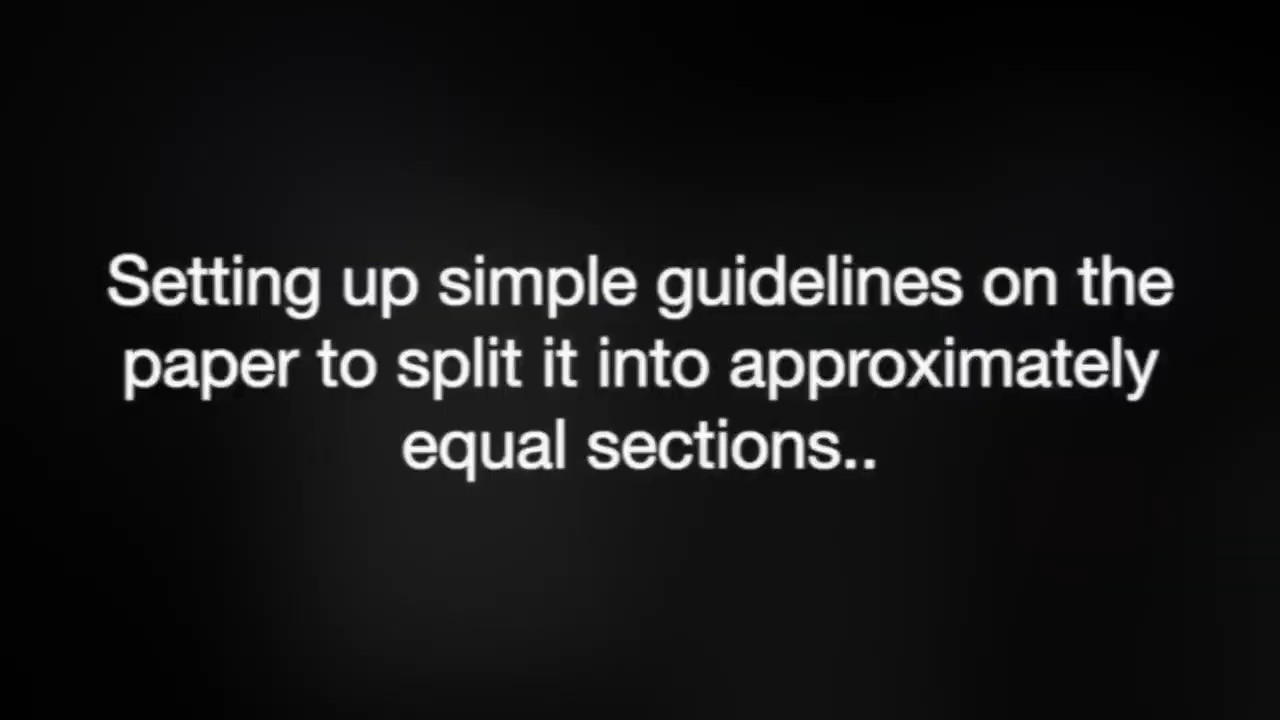 Setting up simple guidelines on the
paper to split it into approximately
equal sections..